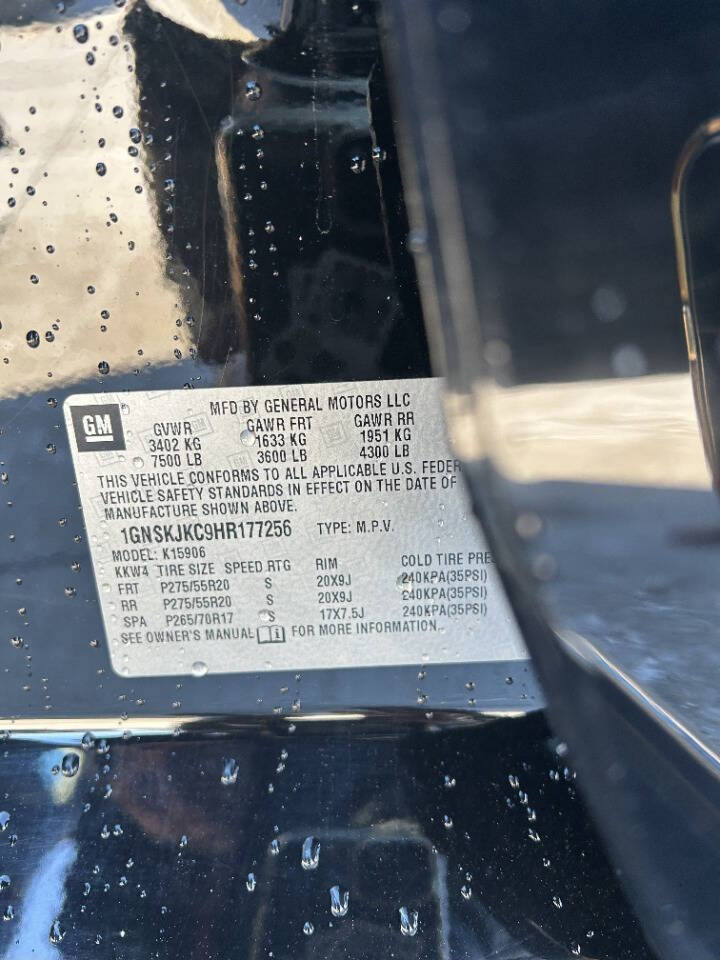 GM
MFD BY GENERAL MOTORS LLC
GVWR GAWR FRT GAWR RR
3402 KG 1633 KG 1951 KG
7500 LB 3600 LB 4300 LB
THIS VEHICLE CONFORMS TO ALL APPLICABLE U.S. FEDER
VEHICLE SAFETY STANDARDS IN EFFECT ON THE DATE OF
MANUFACTURE SHOWN ABOVE.
1GNSKJKC9HR177256 TYPE: M.P.V.
MODEL: K15906
KKW4 TIRE SIZE SPEED RTG RIM COLD TIRE PRE
FRT P275/55R20 S 20X9J 240KPA(35PSI)
RR P275/55R20 S 20X9J 240KPA(35PSI)
SPA P265/70R17 S 17X7.5J 240KPA(35PSI)
SEE OWNER'S MANUAL FOR MORE INFORMATION.